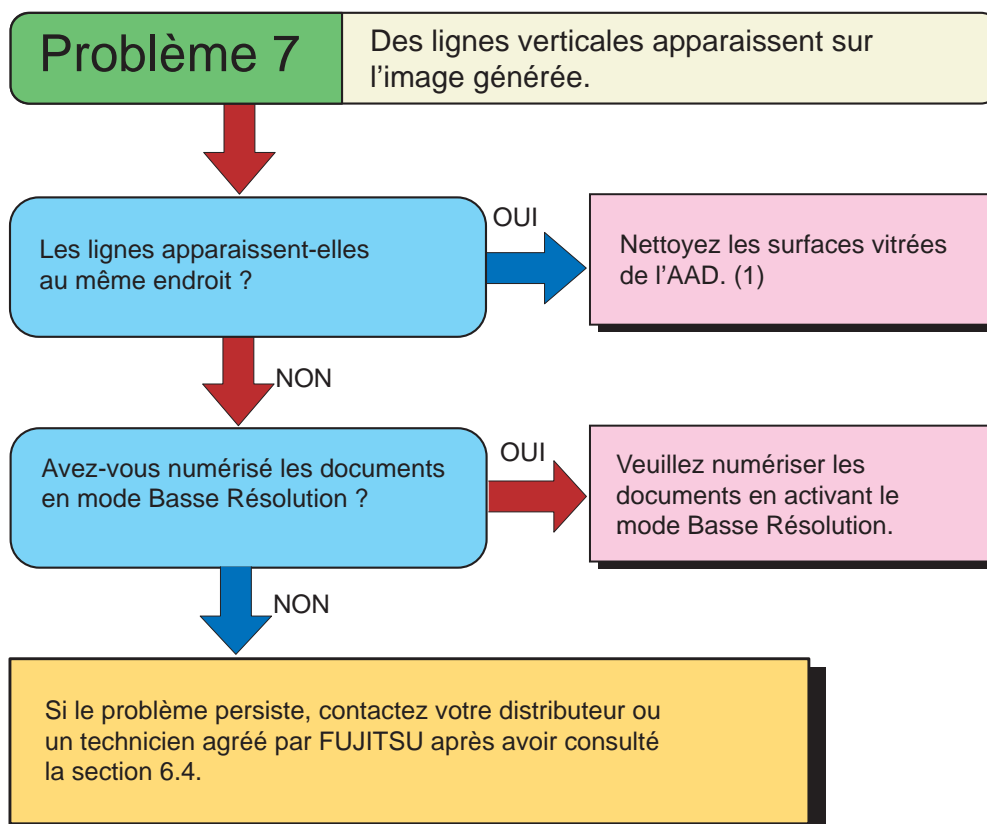 Problème 7
Des lignes verticales apparaissent sur
l'image générée.
Les lignes apparaissent-elles
au même endroit ?
OUI
Nettoyez les surfaces vitrées
de l'AAD. (1)
NON
Avez-vous numérisé les documents
en mode Basse Résolution ?
OUI
Veuillez numériser les
documents en activant le
mode Basse Résolution.
NON
Si le problème persiste, contactez votre distributeur ou
un technicien agréé par FUJITSU après avoir consulté
la section 6.4.